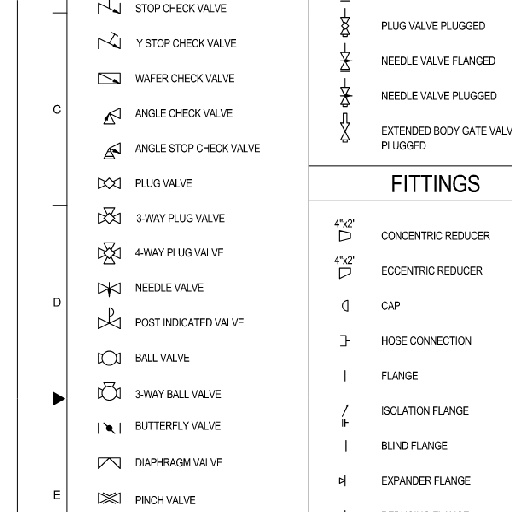 STOP CHECK VALVE
Y STOP CHECK VALVE
WAFER CHECK VALVE
C
ANGLE CHECK VALVE
ANGLE STOP CHECK VALVE
PLUG VALVE
3-WAY PLUG VALVE
4-WAY PLUG VALVE
NEEDLE VALVE
D
POST INDICATED VALVE
BALL VALVE
3-WAY BALL VALVE
BUTTERFLY VALVE
DIAPHRAGM VALVE
E
PINCH VALVE
PLUG VALVE PLUGGED
NEEDLE VALVE FLANGED
NEEDLE VALVE PLUGGED
EXTENDED BODY GATE VALV
PLUGGED
FITTINGS
4"x2"
CONCENTRIC REDUCER
4"x2"
ECCENTRIC REDUCER
CAP
HOSE CONNECTION
FLANGE
ISOLATION FLANGE
BLIND FLANGE
EXPANDER FLANGE